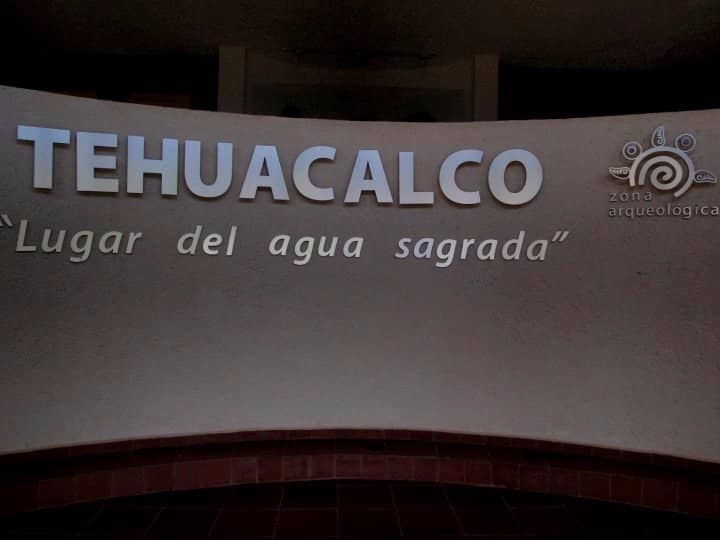 TEHUACALCO
"Lugar del agua sagrada"
zona
arqueológica